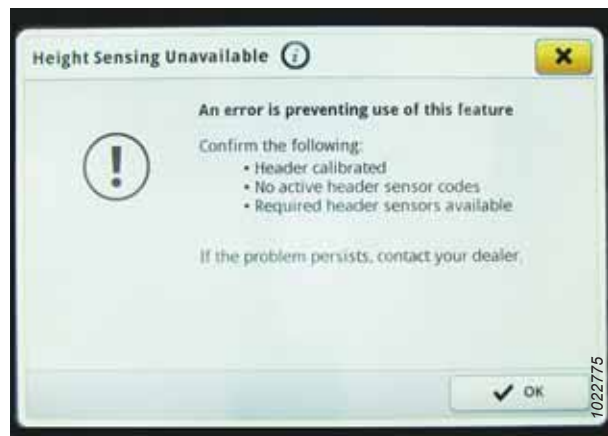 Height Sensing Unavailable
An error is preventing use of this feature
Confirm the following:
• Header calibrated
• No active header sensor codes
• Required header sensors available
If the problem persists, contact your dealer.
OK
1022775